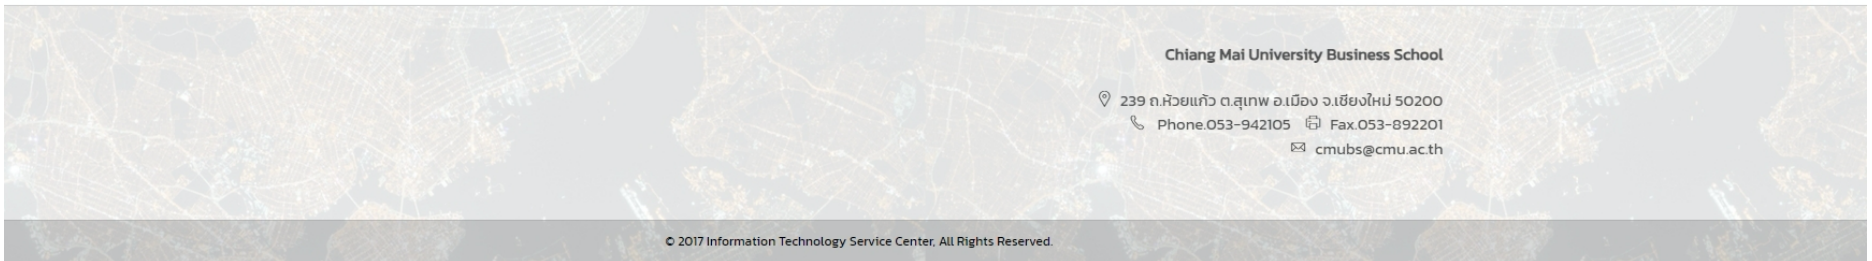 Chiang Mai University Business School
239 ถ.ห้วยแก้ว ต.สุเทพ อ.เมือง จ.เชียงใหม่ 50200
Phone.053-942105 Fax.053-892201
cmubs@cmu.ac.th
© 2017 Information Technology Service Center, All Rights Reserved.